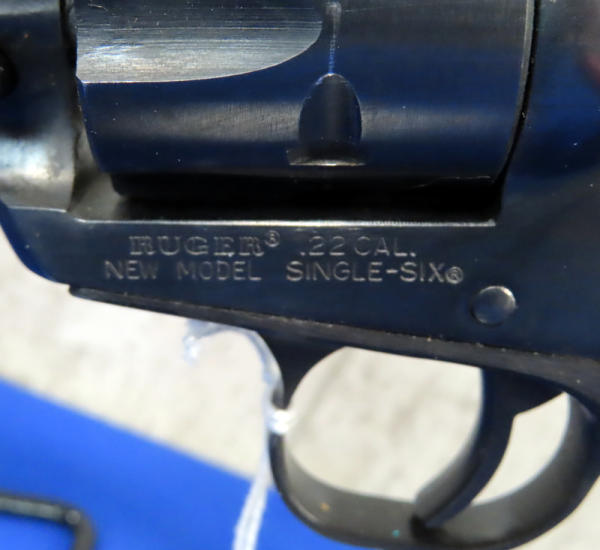 RUGER® .22 CAL.
NEW MODEL SINGLE-SIX®